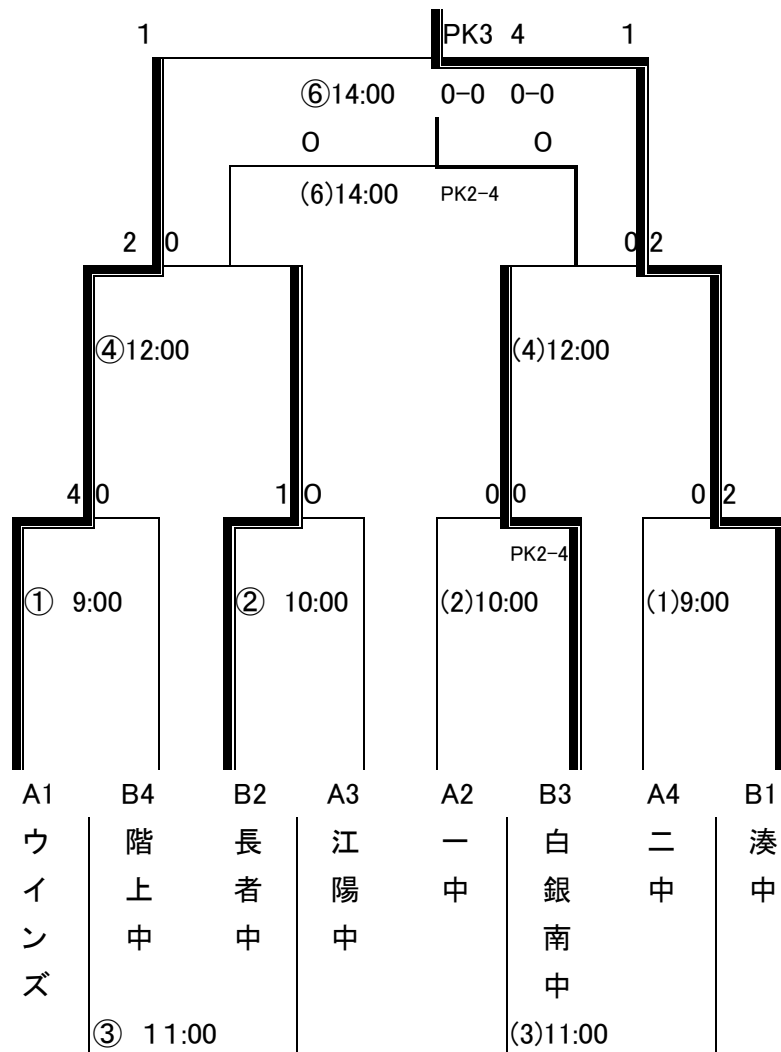 1 PK3 4 1
⑥14:00 0-0 0-0
0 0
(6)14:00 PK2-4
2 0 0 2
④12:00 (4)12:00
4 0 1 0 0 0 0 2
PK2-4
① 9:00 ② 10:00 (2)10:00 (1)9:00
A1 B4 B2 A3 A2 B3 A4 B1
ウインズ 階上中 長者中 江陽中 一中 白銀南中 二中 湊中
③ 11:00 (3)11:00